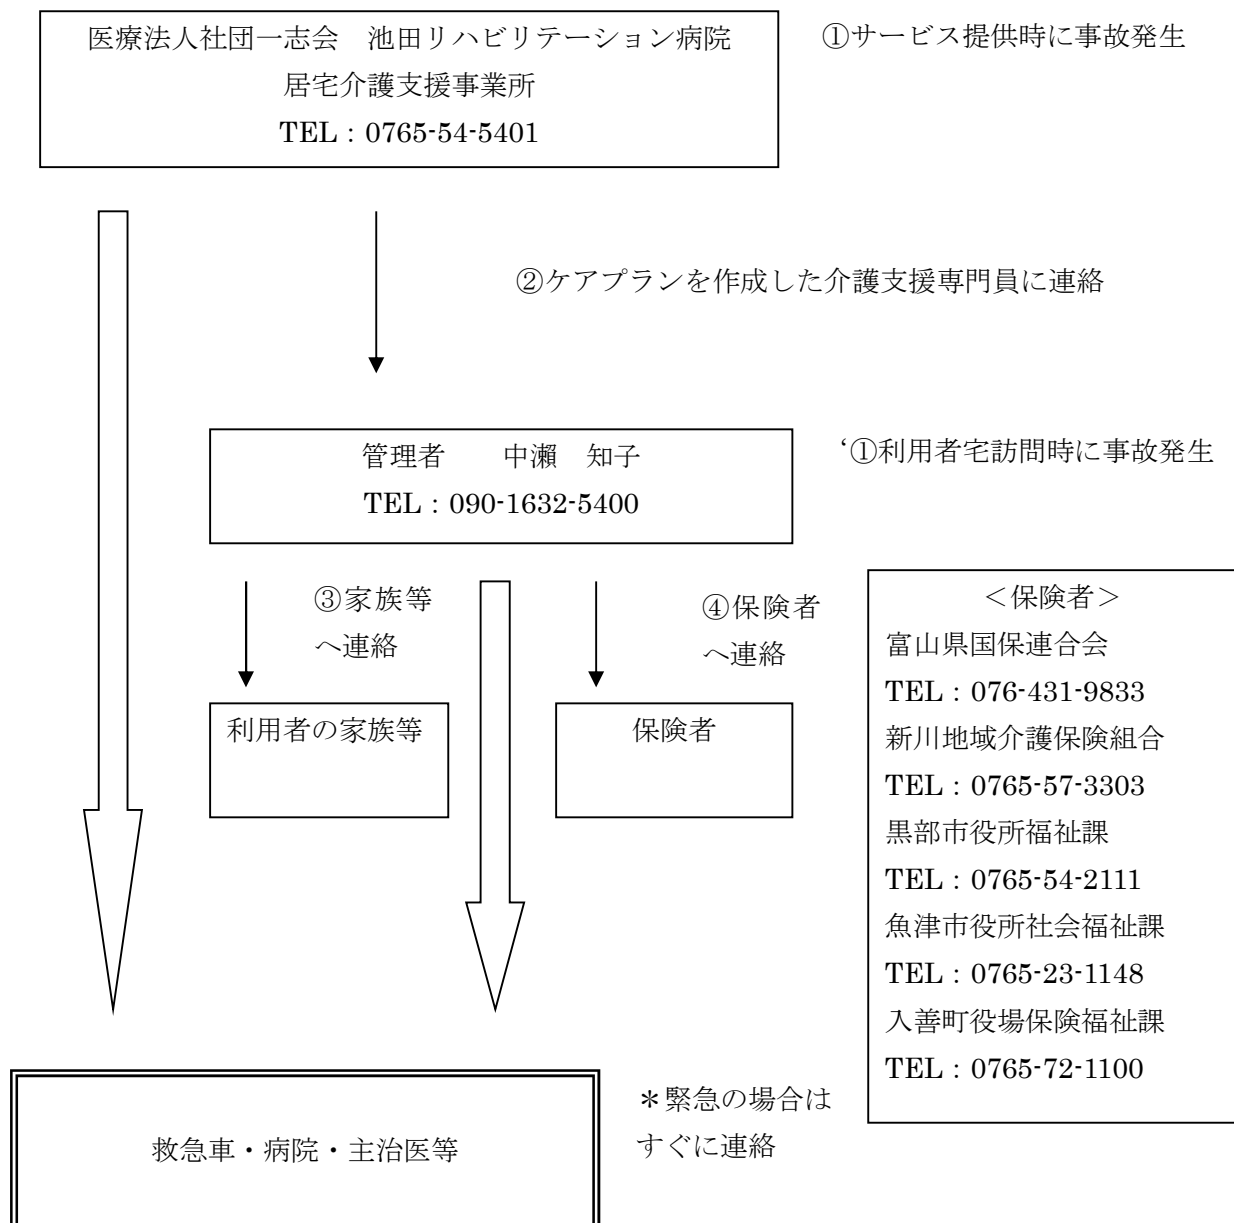 医療法人社団一志会　池田リハビリテーション病院
居宅介護支援事業所
TEL：0765-54-5401
①サービス提供時に事故発生
②ケアプランを作成した介護支援専門員に連絡
管理者　　中瀬　知子
TEL：090-1632-5400
‘①利用者宅訪問時に事故発生
③家族等
へ連絡
④保険者
へ連絡
利用者の家族等
保険者
＜保険者＞
富山県国保連合会
TEL：076-431-9833
新川地域介護保険組合
TEL：0765-57-3303
黒部市役所福祉課
TEL：0765-54-2111
魚津市役所社会福祉課
TEL：0765-23-1148
入善町役場保険福祉課
TEL：0765-72-1100
救急車・病院・主治医等
＊緊急の場合は
すぐに連絡